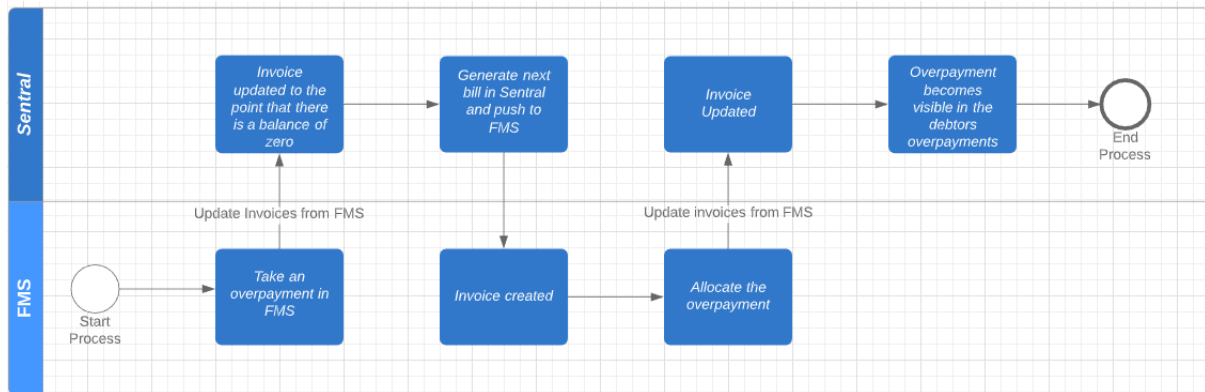 Sentral
Invoice
updated to the
point that there
is a balance of
zero
Generate next
bill in Sentral
and push to
FMS
Invoice
Updated
Overpayment
becomes
visible in the
debtors
overpayments
End
Process
Update Invoices from FMS
Update invoices from FMS
FMS
Start
Process
Take an
overpayment in
FMS
Invoice created
Allocate the
overpayment